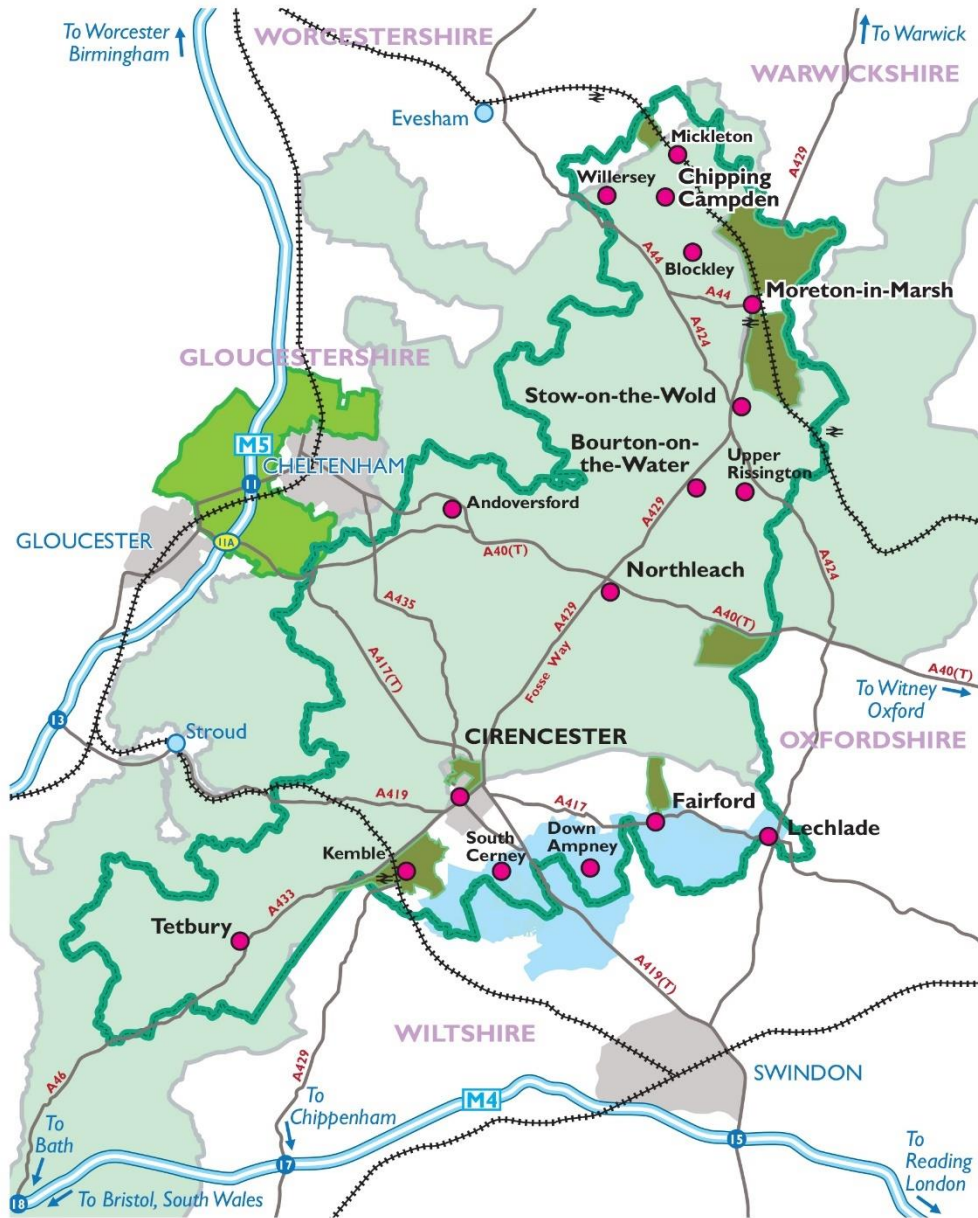 To Worcester
Birmingham
WORCESTERSHIRE
To Warwick
WARWICKSHIRE
Evesham
A429
Mickleton
Willersey
Chipping
Campden
A44
Blockley
A44
Moreton-in-Marsh
A424
GLOUCESTERSHIRE
Stow-on-the-Wold
M5
CHELTENHAM
Bourton-on-
the-Water
Upper
Rissington
11
Andoversford
A429
GLOUCESTER
11A
A40(T)
A424
Northleach
A435
A429
A40(T)
Fosse Way
A417(T)
A40(T)
To Witney
Oxford
13
Stroud
CIRENCESTER
OXFORDSHIRE
A419
A417
Fairford
Lechlade
Kemble
South
Cerney
Down
Ampney
A433
Tetbury
A419(T)
WILTSHIRE
A429
A46
SWINDON
M4
To
Chippenham
To
Bath
15
17
To
Reading
London
18
To Bristol, South Wales